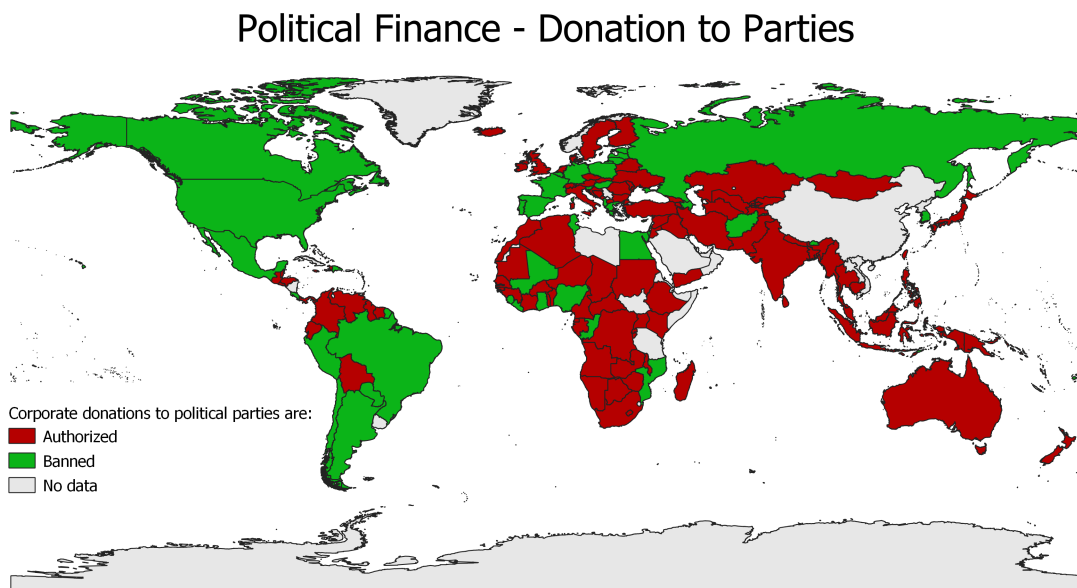 Political Finance - Donation to Parties
Corporate donations to political parties are:
Authorized
Banned
No data